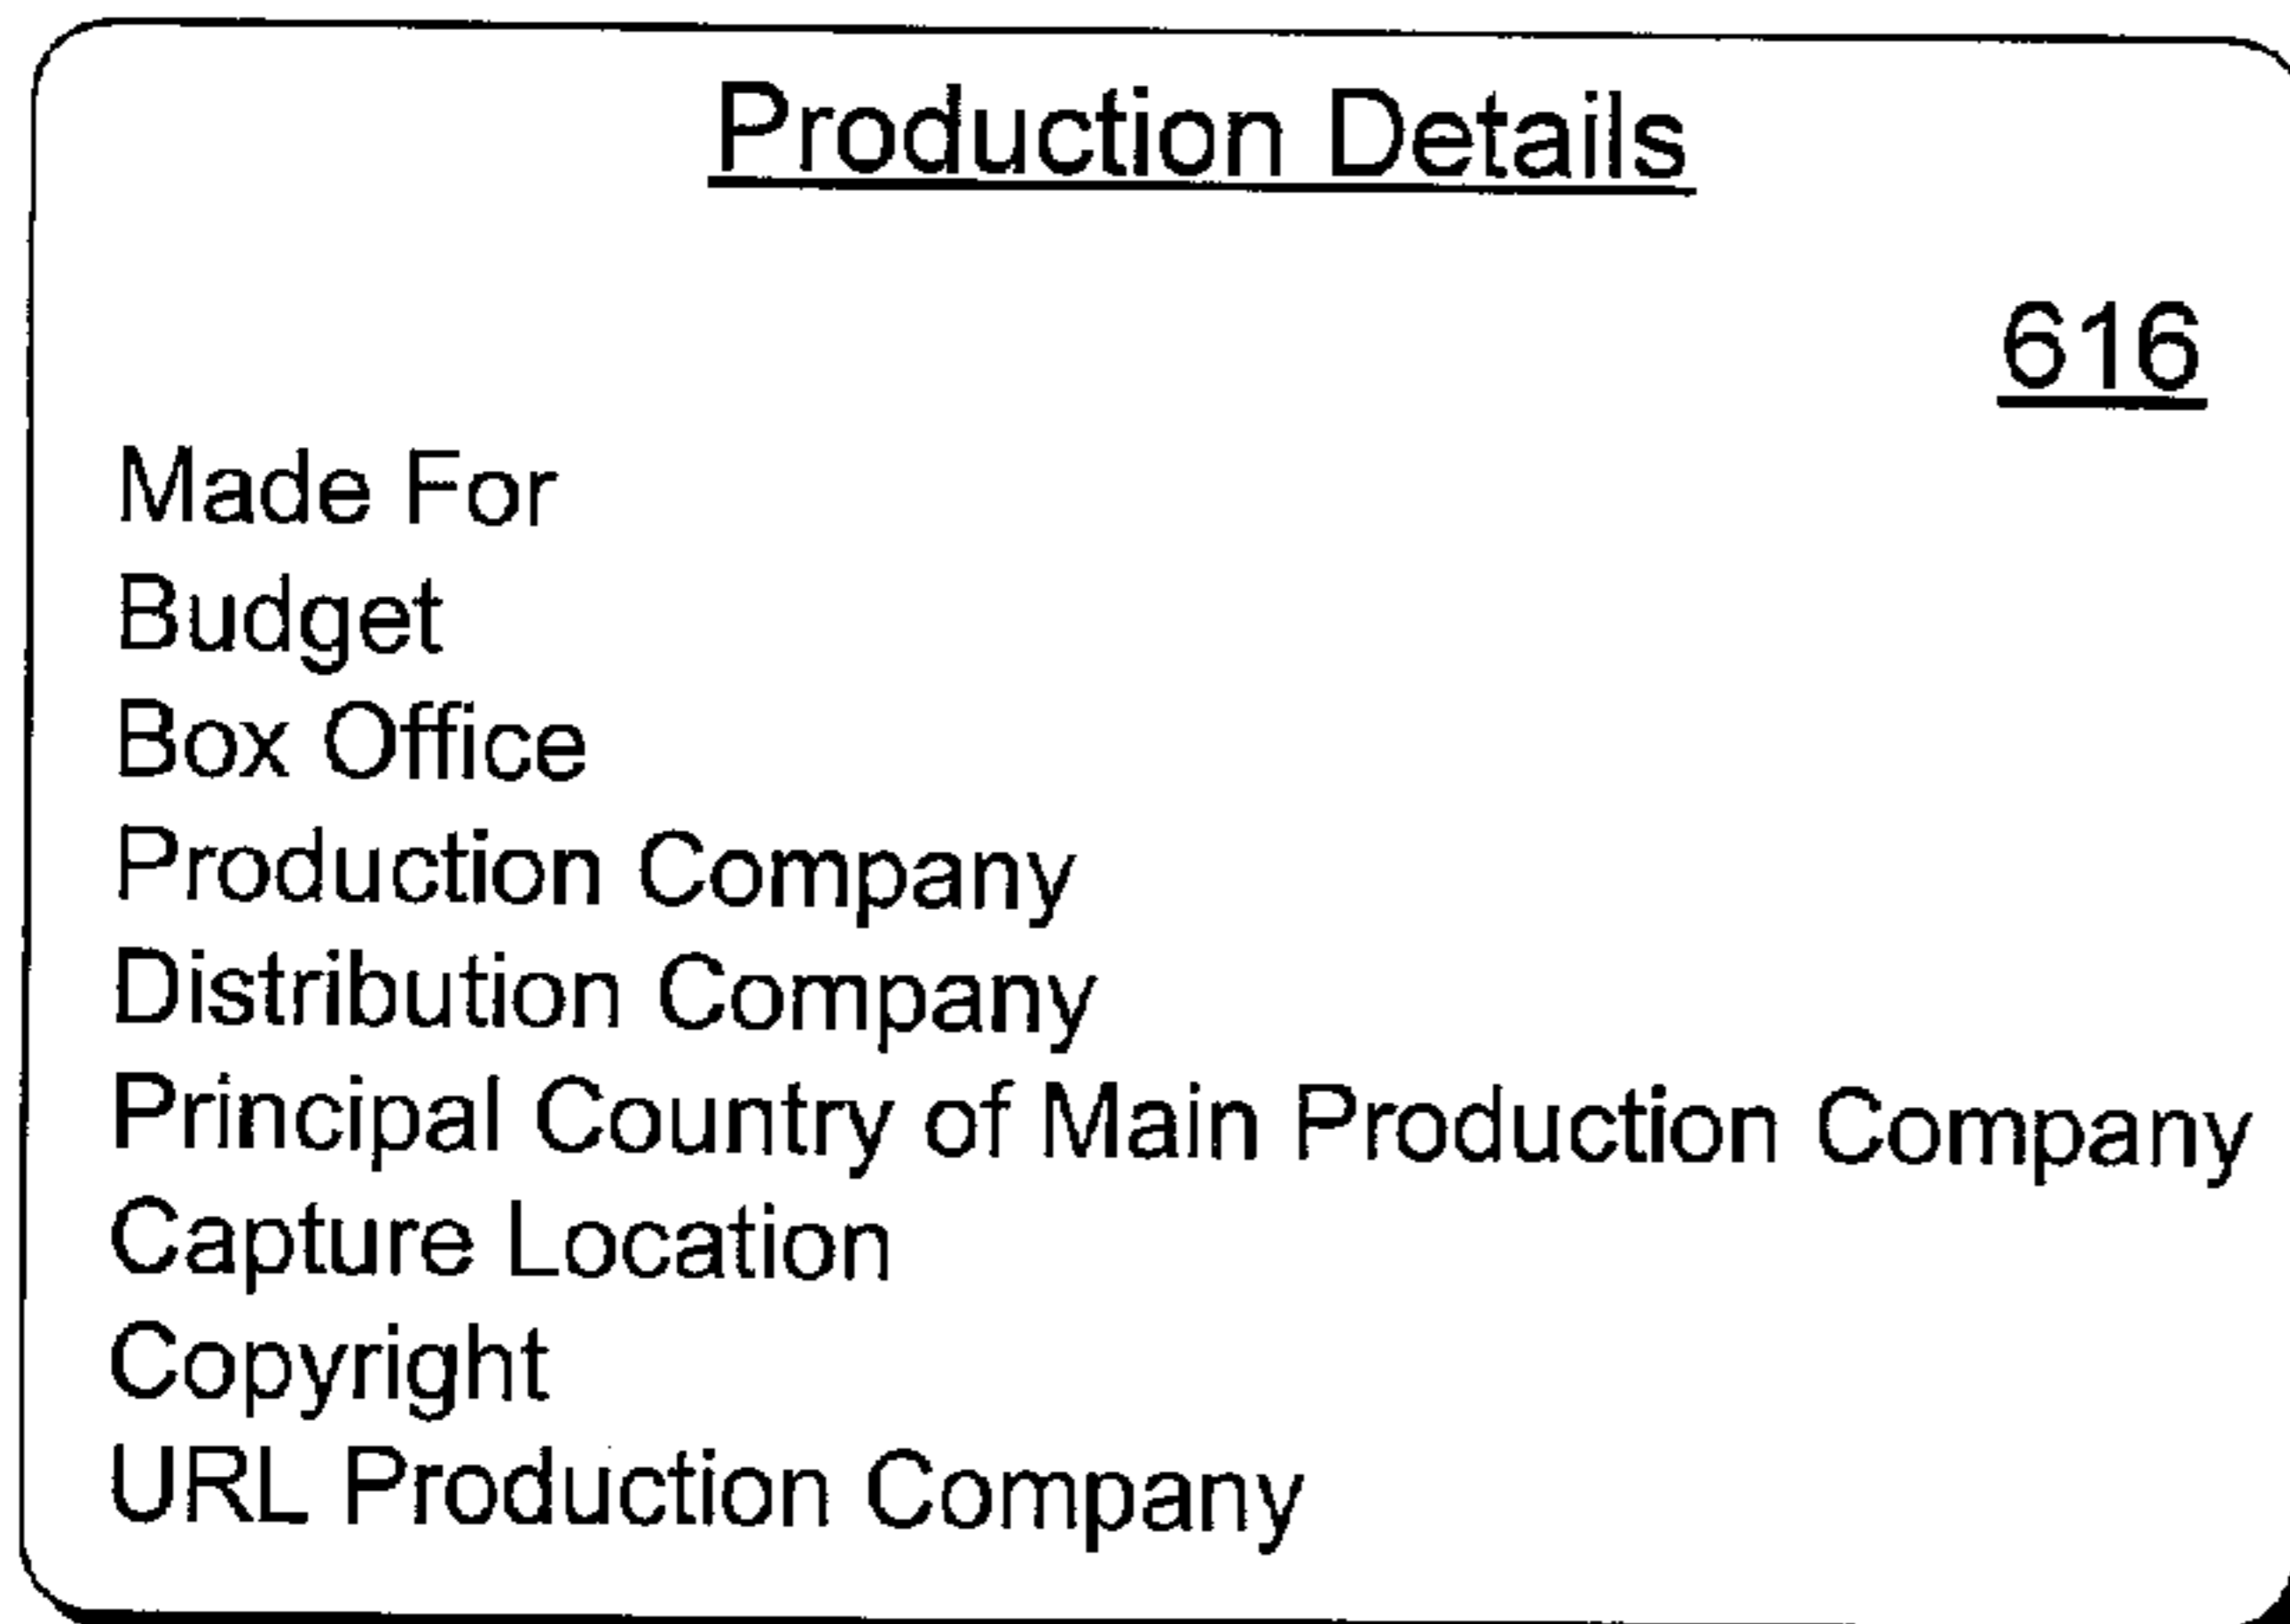 Production Details
616
Made For
Budget
Box Office
Production Company
Distribution Company
Principal Country of Main Production Company
Capture Location
Copyright
URL Production Company